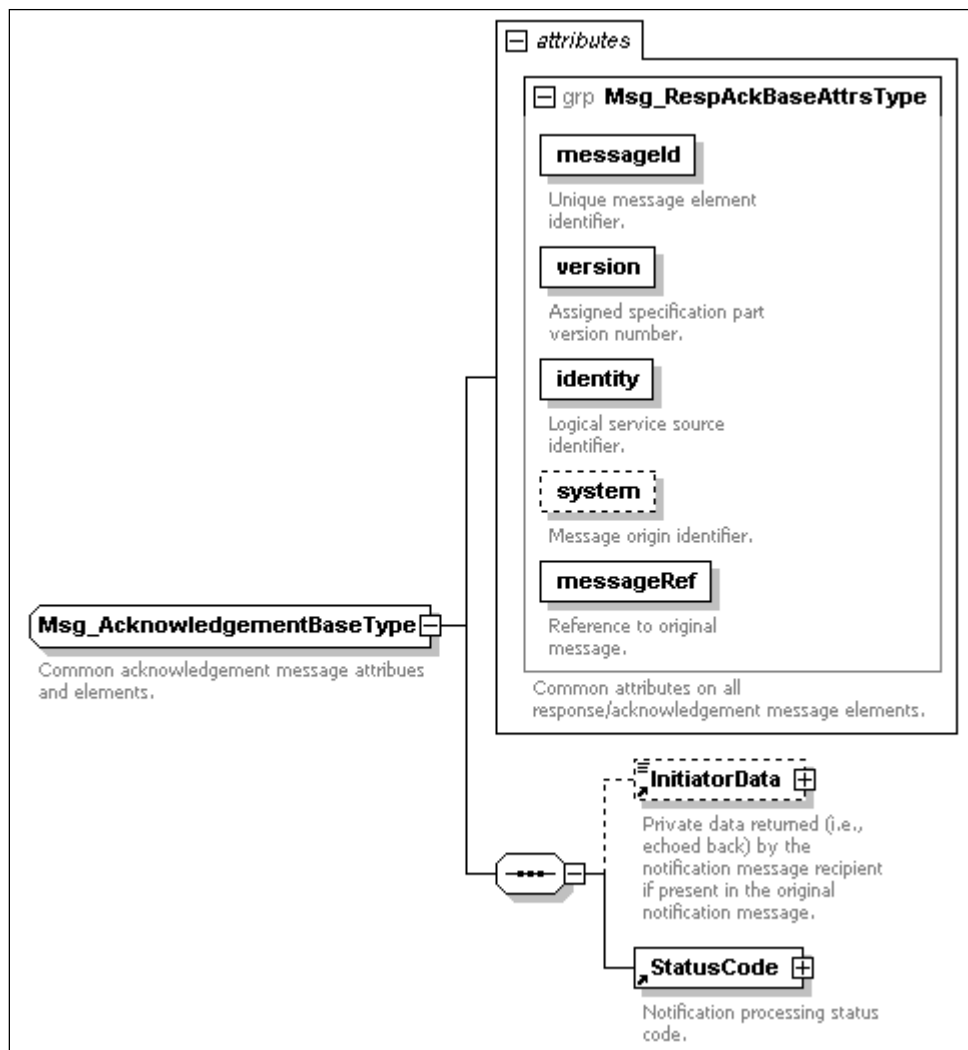 attributes
grp Msg_RespAckBaseAttrsType
messageId
Unique message element
identifier.
version
Assigned specification part
version number.
identity
Logical service source
identifier.
system
Message origin identifier.
messageRef
Reference to original
message.
Common attributes on all
response/acknowledgement message elements.
Msg_AcknowledgementBaseType
Common acknowledgement message attribues
and elements.
InitiatorData
Private data returned (i.e.,
echoed back) by the
notification message recipient
if present in the original
notification message.
StatusCode
Notification processing status
code.